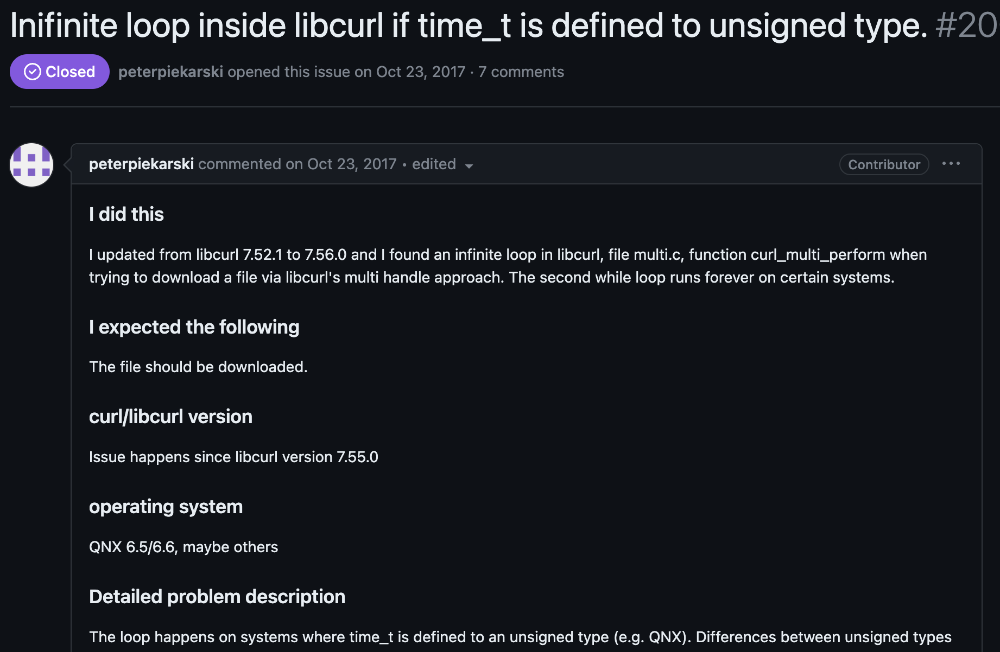 Inifinite loop inside libcurl if time_t is defined to unsigned type. #20
Closed peterpiekarski opened this issue on Oct 23, 2017 · 7 comments
peterpiekarski commented on Oct 23, 2017 • edited Contributor ...
I did this
I updated from libcurl 7.52.1 to 7.56.0 and I found an infinite loop in libcurl, file multi.c, function curl_multi_perform when
trying to download a file via libcurl's multi handle approach. The second while loop runs forever on certain systems.
I expected the following
The file should be downloaded.
curl/libcurl version
Issue happens since libcurl version 7.55.0
operating system
QNX 6.5/6.6, maybe others
Detailed problem description
The loop happens on systems where time_t is defined to an unsigned type (e.g. QNX). Differences between unsigned types